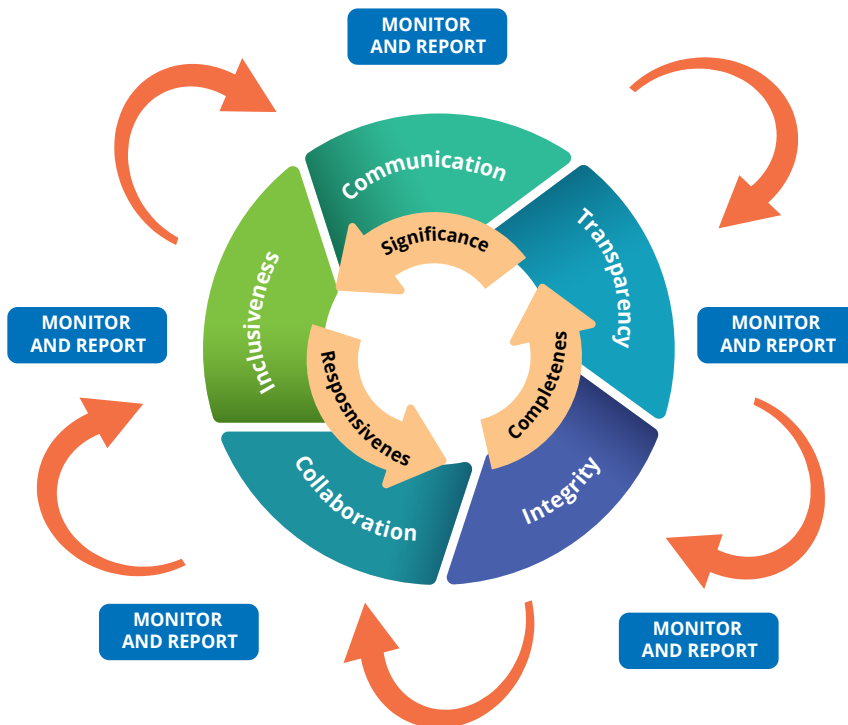 MONITOR
AND REPORT
Communication
Transparency
Significance
Inclusiveness
MONITOR
AND REPORT
MONITOR
AND REPORT
Resposnsivenes
Completenes
Collaboration
Integrity
MONITOR
AND REPORT
MONITOR
AND REPORT